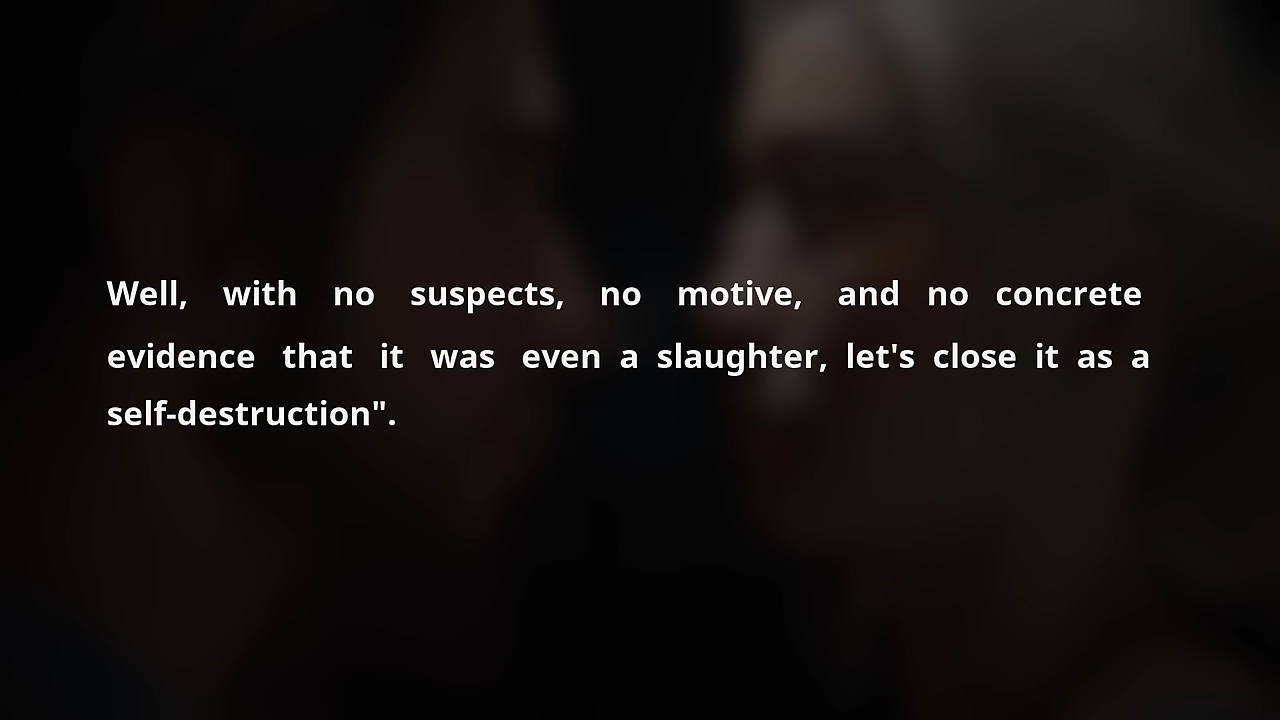 Well, with no suspects, no motive, and no concrete
evidence that it was even a slaughter, let's close it as a
self-destruction".